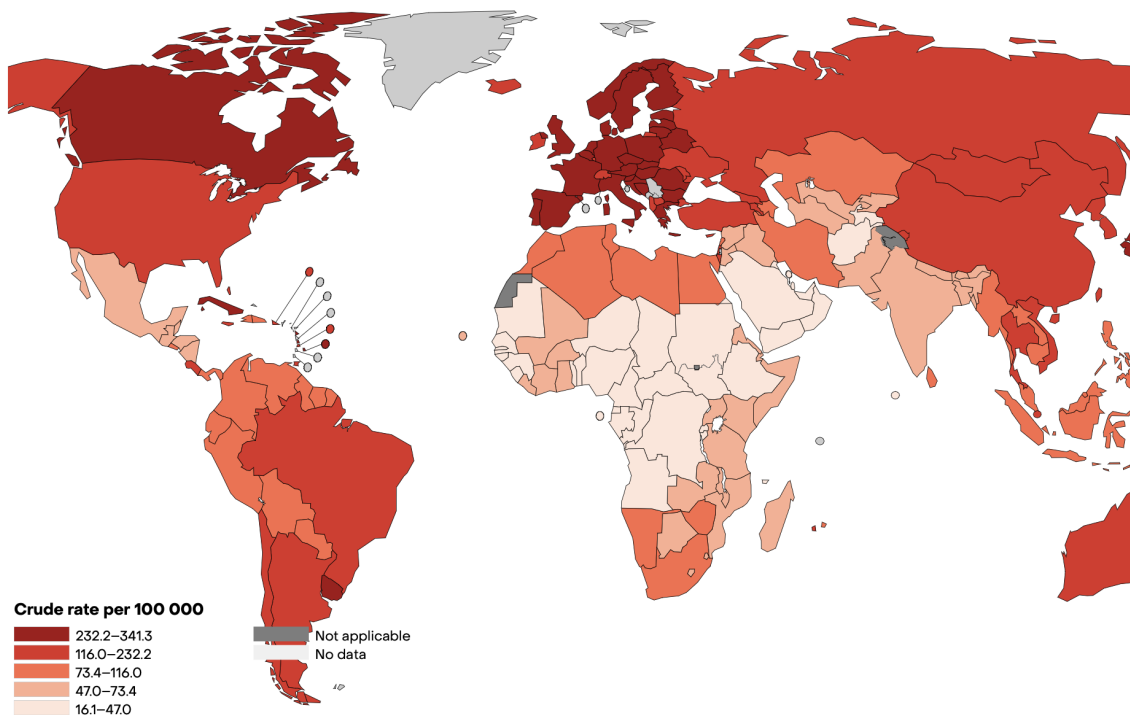 Crude rate per 100 000
232.2–341.3
116.0–232.2
73.4–116.0
47.0–73.4
16.1–47.0
Not applicable
No data